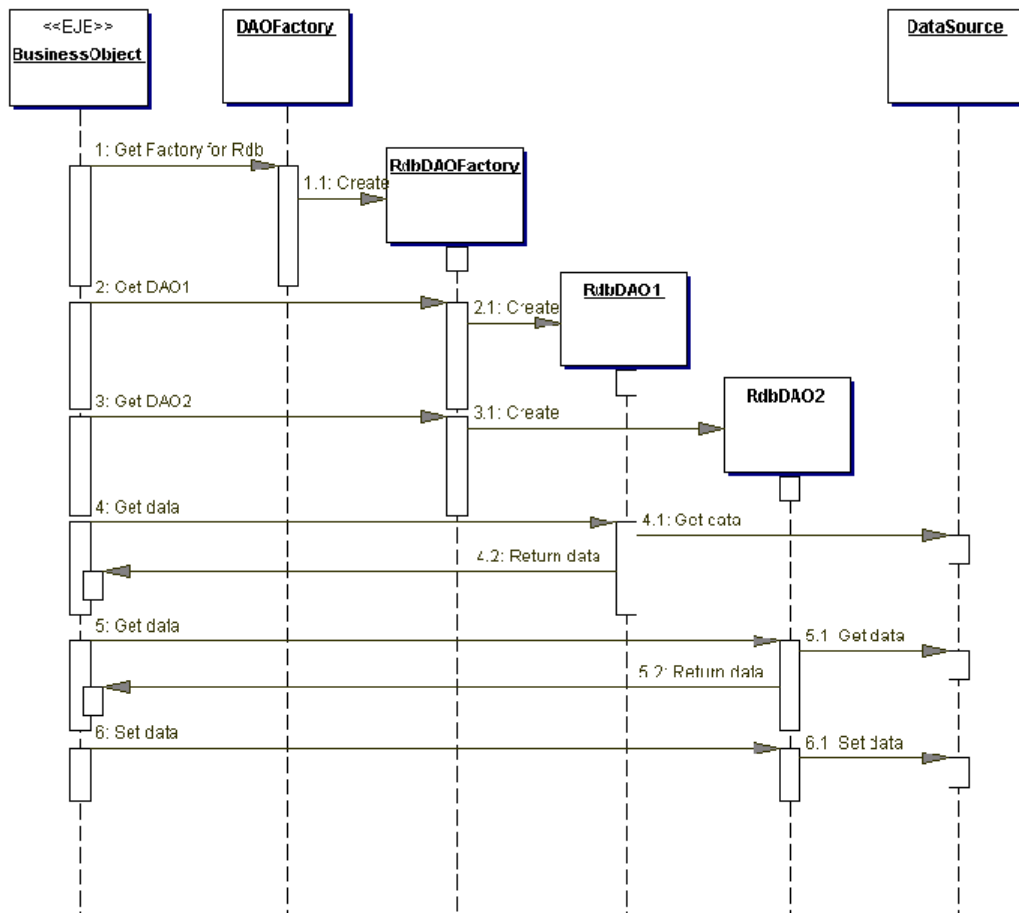 <<EJE>>
BusinessObject
DAOFactory
DataSource
1: Get Factory for Rdb
RdbDAOFactory
1.1: Create
2: Get DAO1
RdbDAO1
2.1: Create
3: Get DAO2
RdbDAO2
3.1: Create
4: Get data
4.1: Get data
4.2: Return data
5: Get data
5.1 Get data
5.2: Return data
6: Set data
6.1 Set data